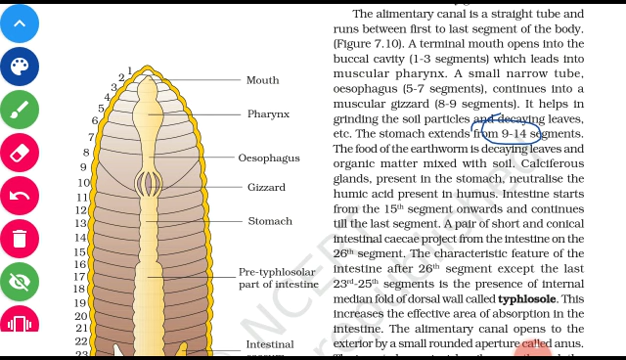 The alimentary canal is a straight tube and
runs between first to last segment of the body.
(Figure 7.10). A terminal mouth opens into the
buccal cavity (1-3 segments) which leads into
muscular pharynx. A small narrow tube,
oesophagus (5-7 segments), continues into a
muscular gizzard (8-9 segments). It helps in
grinding the soil particles and decaying leaves,
etc. The stomach extends from 9-14 segments.
The food of the earthworm is decaying leaves and
organic matter mixed with soil. Calciferous
glands, present in the stomach, neutralise the
humic acid present in humus. Intestine starts
from the 15th segment onwards and continues
till the last segment. A pair of short and conical
intestinal caecae project from the intestine on the
26th segment. The characteristic feature of the
intestine after 26th segment except the last
23rd-25th segments is the presence of internal
median fold of dorsal wall called typhlosole. This
increases the effective area of absorption in the
intestine. The alimentary canal opens to the
exterior by a small rounded aperture called anus.
1
2
3
4
5
6
7
8
9
10
11
12
13
14
15
16
17
18
19
20
21
22
23
Mouth
Pharynx
Oesophagus
Gizzard
Stomach
Pre-typhlosolar
part of intestine
Intestinal
NCERT